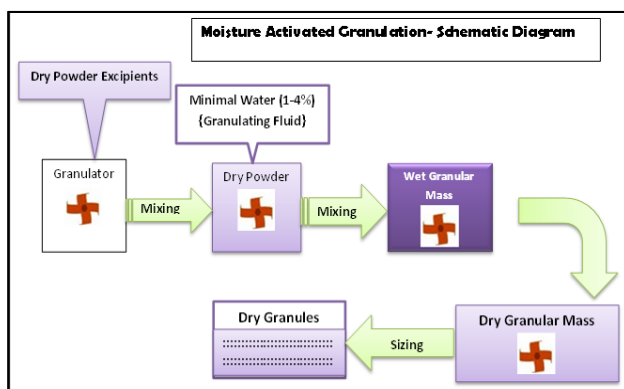 Moisture Activated Granulation- Schematic Diagram
Dry Powder Excipients
Minimal Water (1-4%)
(Granulating Fluid)
Granulator
Mixing
Dry Powder
Mixing
Wet Granular
Mass
Dry Granular Mass
Sizing
Dry Granules